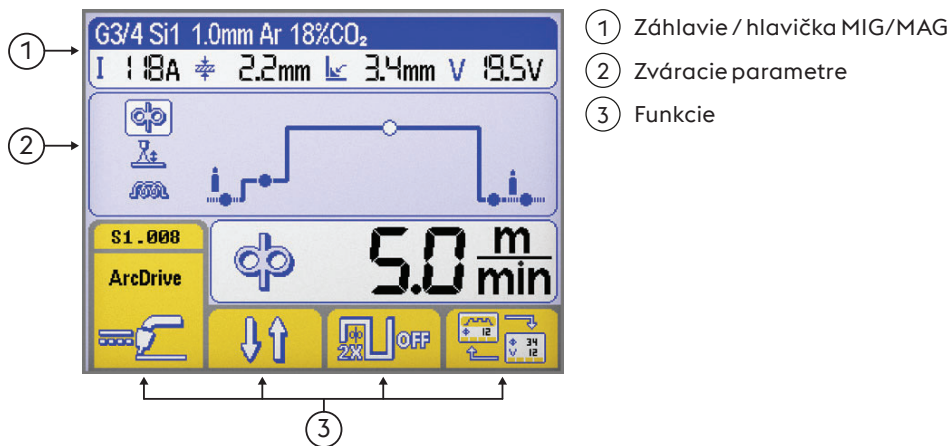 G3/4 Si1 1.0mm Ar 18%CO₂
I 118A 2.2mm 3.4mm V 19.5V
S1.008
ArcDrive
5.0 m/min
2X OFF
12
34
V 12
1 Záhlavie / hlavička MIG/MAG
2 Zváracie parametre
3 Funkcie
1
2
3